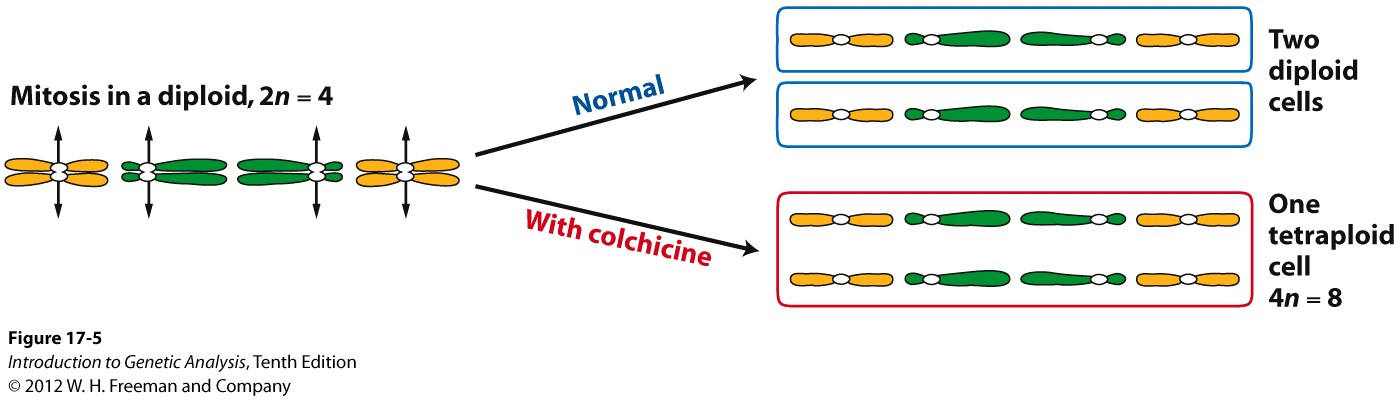 Mitosis in a diploid, 2n = 4
Normal
With colchicine
Two
diploid
cells
One
tetraploid
cell
4n = 8
Figure 17-5
Introduction to Genetic Analysis, Tenth Edition
© 2012 W. H. Freeman and Company